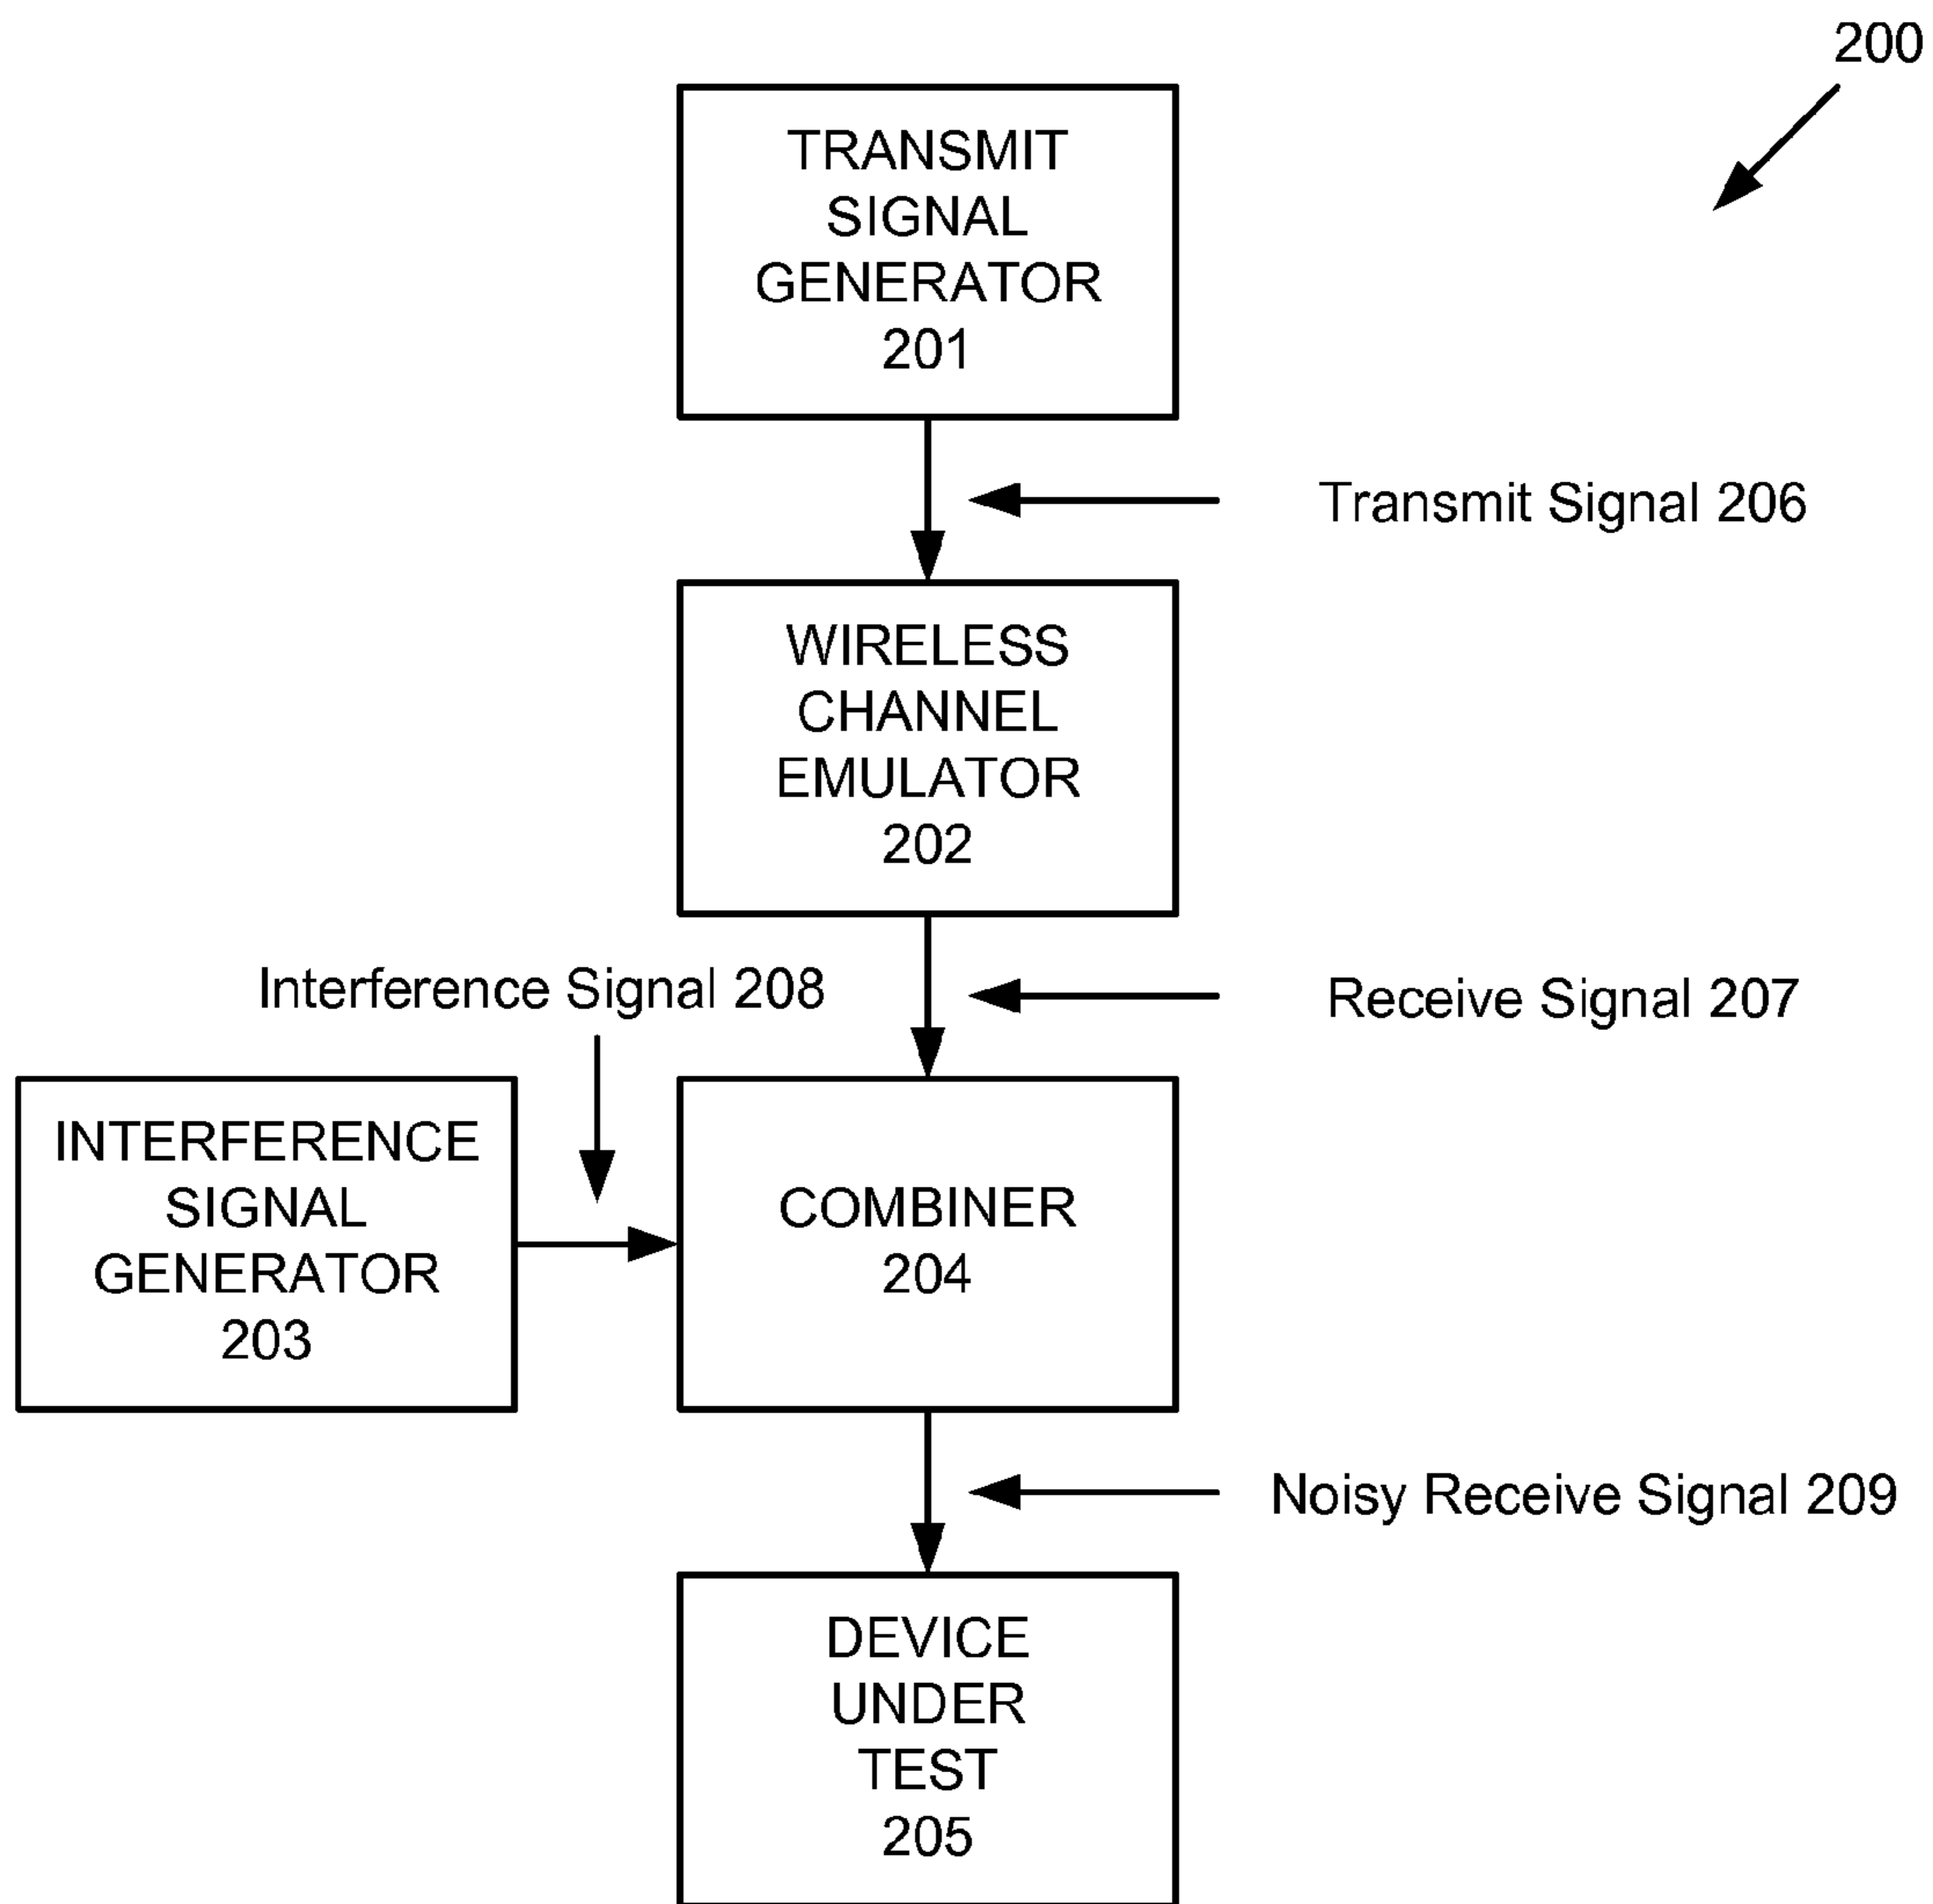 200
TRANSMIT
SIGNAL
GENERATOR
201
Transmit Signal 206
WIRELESS
CHANNEL
EMULATOR
202
Interference Signal 208
Receive Signal 207
INTERFERENCE
SIGNAL
GENERATOR
203
COMBINER
204
Noisy Receive Signal 209
DEVICE
UNDER
TEST
205